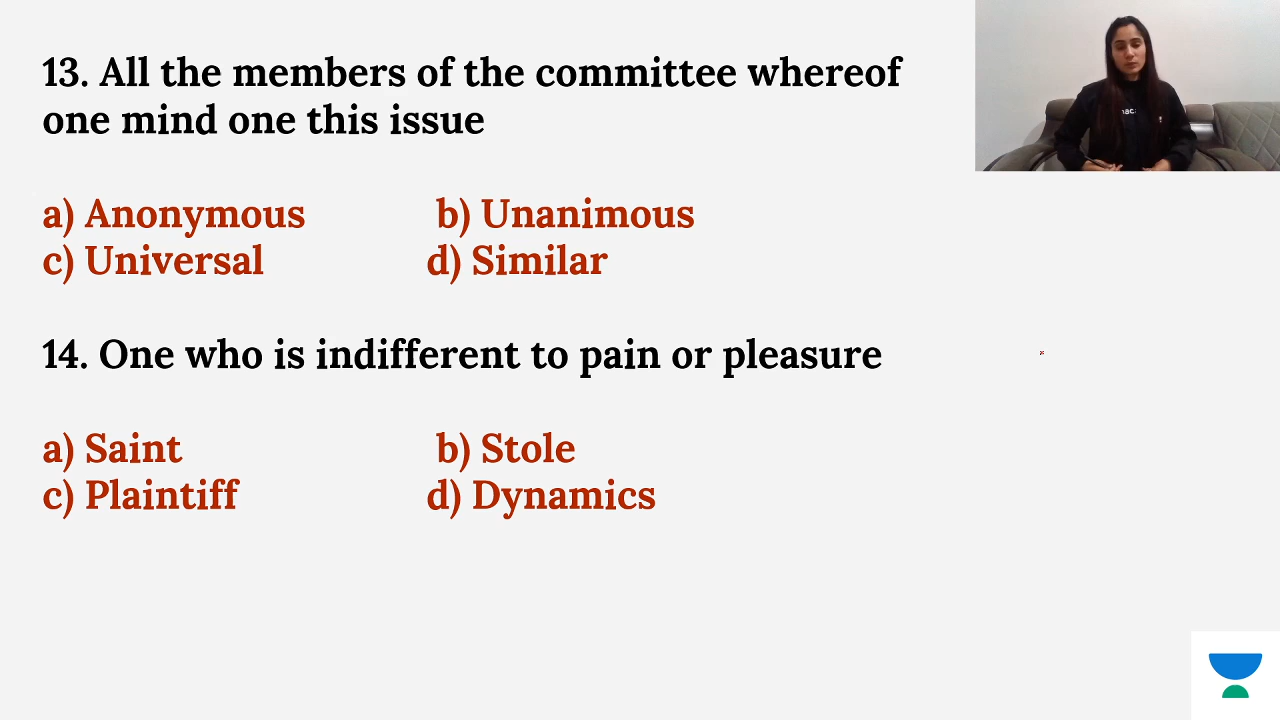 13. All the members of the committee whereof
one mind one this issue
a) Anonymous b) Unanimous
c) Universal d) Similar
14. One who is indifferent to pain or pleasure
a) Saint b) Stole
c) Plaintiff d) Dynamics